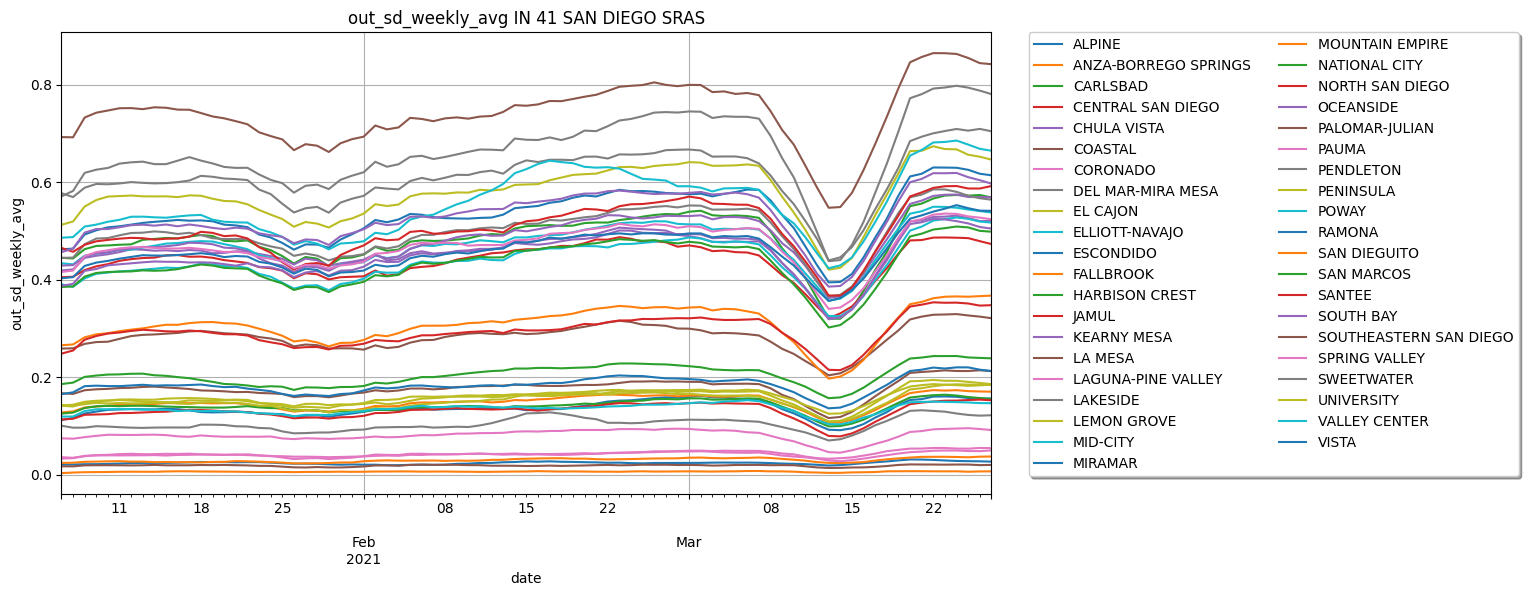 out_sd_weekly_avg IN 41 SAN DIEGO SRAS
out_sd_weekly_avg
0.8
0.6
0.4
0.2
0.0
11
18
25
08
15
22
08
15
22
Feb
2021
Mar
date
ALPINE
ANZA-BORREGO SPRINGS
CARLSBAD
CENTRAL SAN DIEGO
CHULA VISTA
COASTAL
CORONADO
DEL MAR-MIRA MESA
EL CAJON
ELLIOTT-NAVAJO
ESCONDIDO
FALLBROOK
HARBISON CREST
JAMUL
KEARNY MESA
LA MESA
LAGUNA-PINE VALLEY
LAKESIDE
LEMON GROVE
MID-CITY
MIRAMAR
MOUNTAIN EMPIRE
NATIONAL CITY
NORTH SAN DIEGO
OCEANSIDE
PALOMAR-JULIAN
PAUMA
PENDLETON
PENINSULA
POWAY
RAMONA
SAN DIEGUITO
SAN MARCOS
SANTEE
SOUTH BAY
SOUTHEASTERN SAN DIEGO
SPRING VALLEY
SWEETWATER
UNIVERSITY
VALLEY CENTER
VISTA